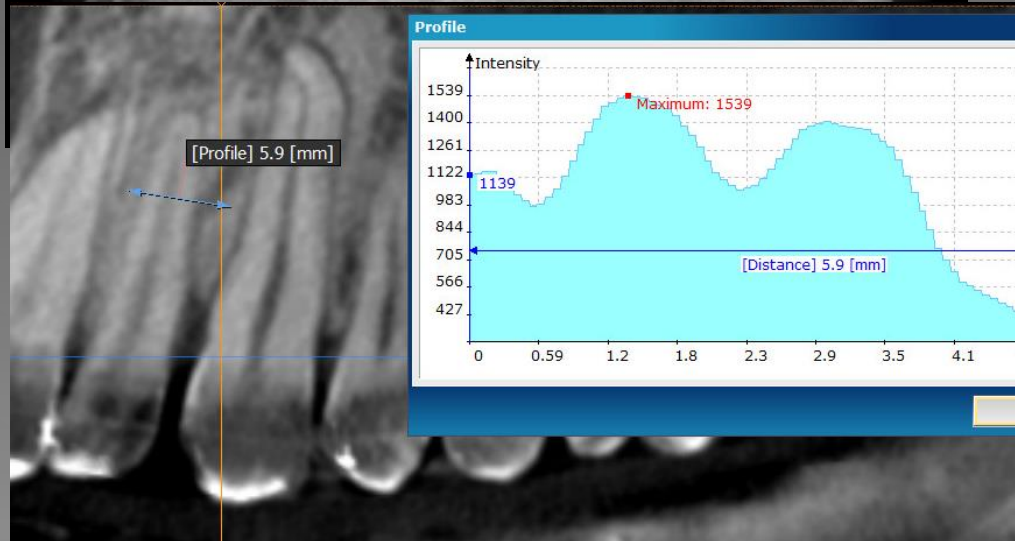 Profile
[Profile] 5.9 [mm]
Intensity
1539
Maximum: 1539
1400
1261
1122
1139
983
844
705
[Distance] 5.9 [mm]
566
427
0 0.59 1.2 1.8 2.3 2.9 3.5 4.1